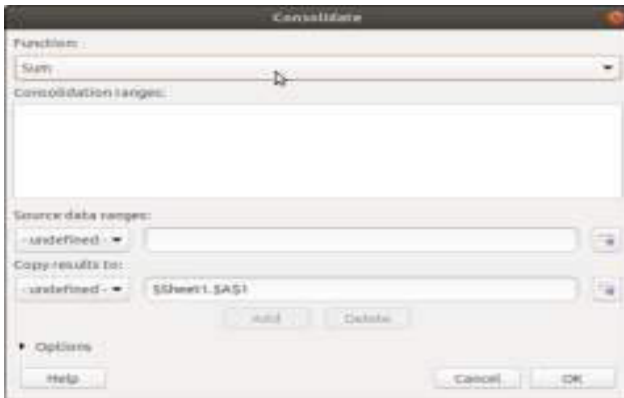 Consolidate
Function:
Sum
Consolidation ranges:
Source data ranges:
- undefined -
Copy results to:
- undefined - $Sheet1.$A$1
Add Delete
Options
Help Cancel OK